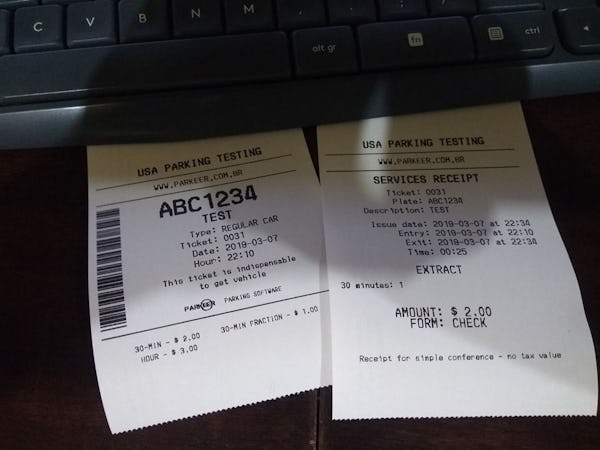 C
V
B
N
M
alt gr
fn
ctrl
USA PARKING TESTING
WWW.PARKEER.COM.BR
ABC1234
TEST
Type: REGULAR CAR
Ticket: 0031
Date: 2019-03-07
Hour: 22:10
This ticket is indispensable
to get vehicle
PARKEER PARKING SOFTWARE
30-MIN - $ 2.00 30-MIN FRACTION - $ 1.00
HOUR - $ 3.00
USA PARKING TESTING
WWW.PARKEER.COM.BR
SERVICES RECEIPT
Ticket: 0031
Plate: ABC1234
Description: TEST
Issue date: 2019-03-07 at 22:34
Entry: 2019-03-07 at 22:10
Exit: 2019-03-07 at 22:34
Time: 00:25
EXTRACT
30 minutes: 1
AMOUNT: $ 2.00
FORM: CHECK
Receipt for simple conference - no tax value